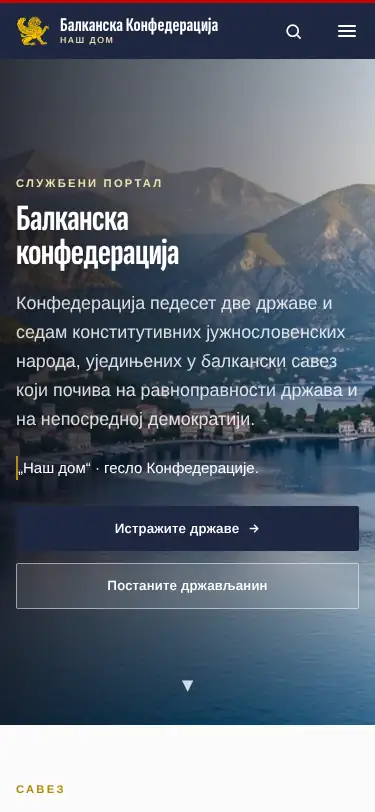 Балканска Конфедерација
НАШ ДОМ
СЛУЖБЕНИ ПОРТАЛ
Балканска
конфедерација
Конфедерација педесет две државе и
седам конститутивних јужнословенских
народа, уједињених у балкански савез
који почива на равноправности држава и
на непосредној демократији.
„Наш дом“ · гесло Конфедерације.
Истражите државе →
Постаните држављанин
САВЕЗ